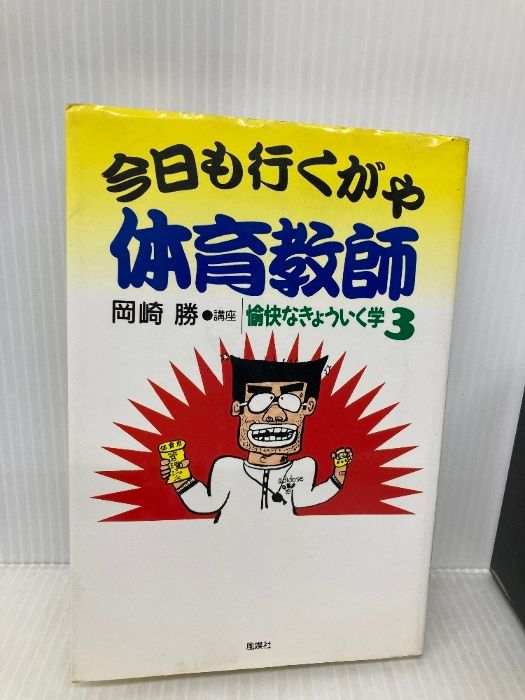 今日も行くがや
体育教師
岡崎 勝●講座 愉快なきょういく学3
風媒社